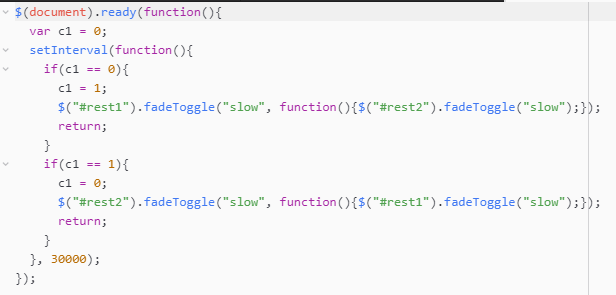 $(document).ready(function(){
  var c1 = 0;
  setInterval(function(){
    if(c1 == 0){
      c1 = 1;
      $("#rest1").fadeToggle("slow", function(){$("#rest2").fadeToggle("slow");});
      return;
    }
    if(c1 == 1){
      c1 = 0;
      $("#rest2").fadeToggle("slow", function(){$("#rest1").fadeToggle("slow");});
      return;
    }
  }, 30000);
});